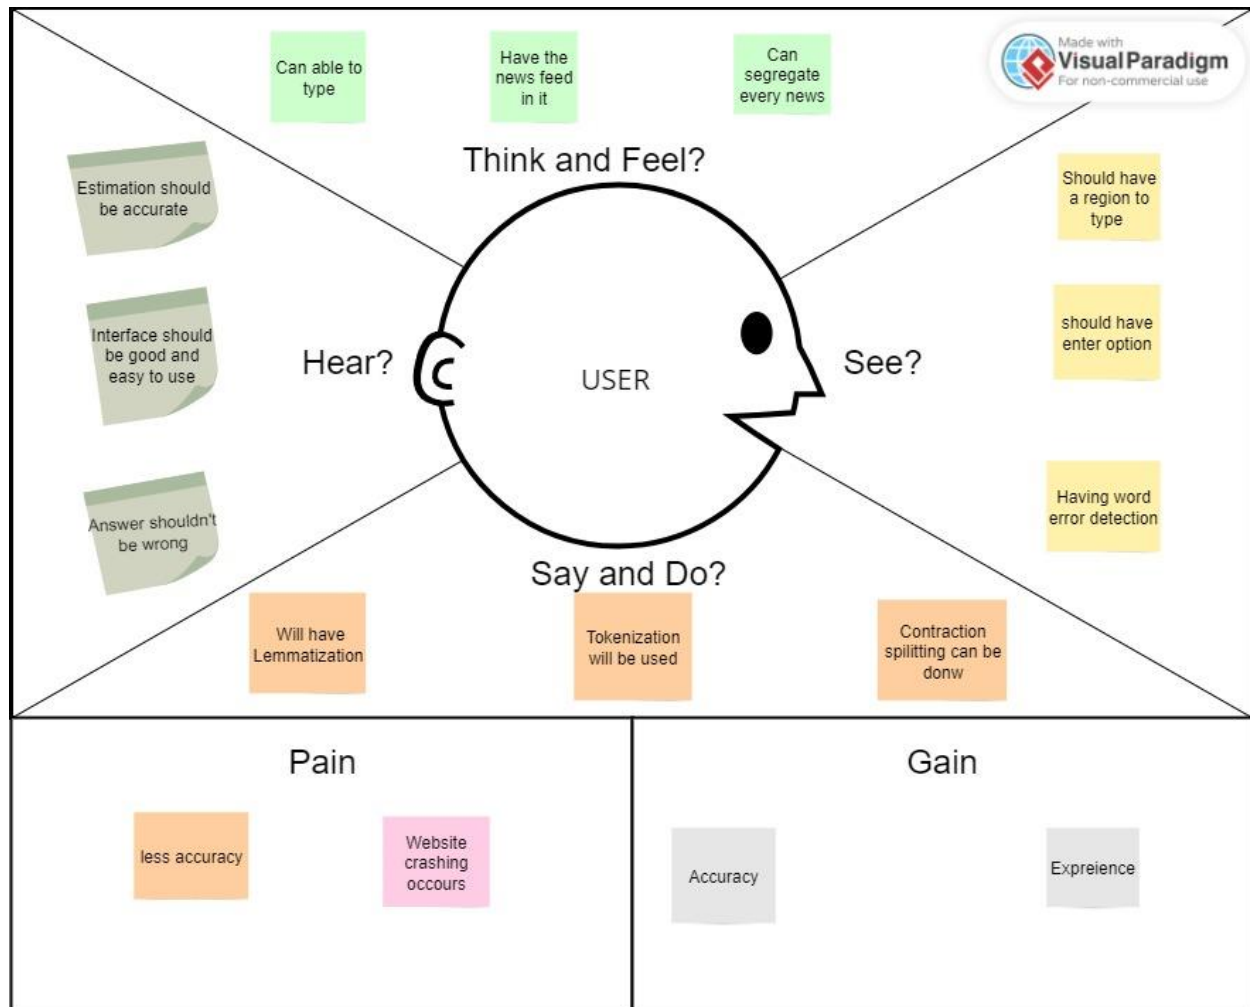 Can able to
type
Have the
news feed
in it
Can
segregate
every news
Made with
Visual Paradigm
For non-commercial use
Think and Feel?
Estimation should
be accurate
Interface should
be good and
easy to use
Answer shouldn't
be wrong
Hear?
USER
See?
Should have
a region to
type
should have
enter option
Having word
error detection
Say and Do?
Will have
Lemmatization
Tokenization
will be used
Contraction
spilitting can be
donw
Pain
less accuracy
Website
crashing
occours
Gain
Accuracy
Expreience